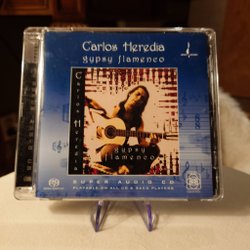 Carlos Heredia
gypsy flamenco
Carlos Heredia
gypsy
flamenco
SUPER AUDIO CD
PLAYABLE ON ALL CD & SACD PLAYERS